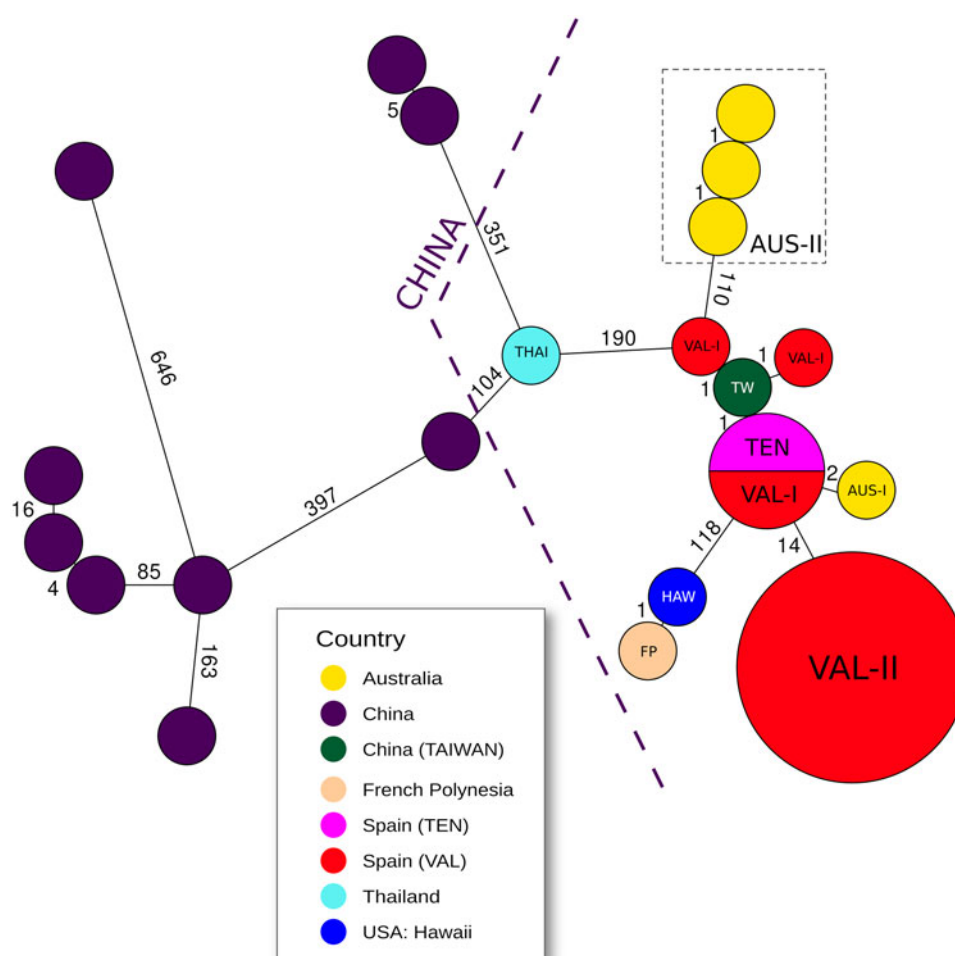 5
1
1
AUS-II
351
CHINA
110
646
THAI
190
VAL-I
1
VAL-I
104
1
TW
1
TEN
16
397
VAL-I
2
AUS-I
118
14
4
85
1
HAW
163
FP
VAL-II
Country
Australia
China
China (TAIWAN)
French Polynesia
Spain (TEN)
Spain (VAL)
Thailand
USA: Hawaii